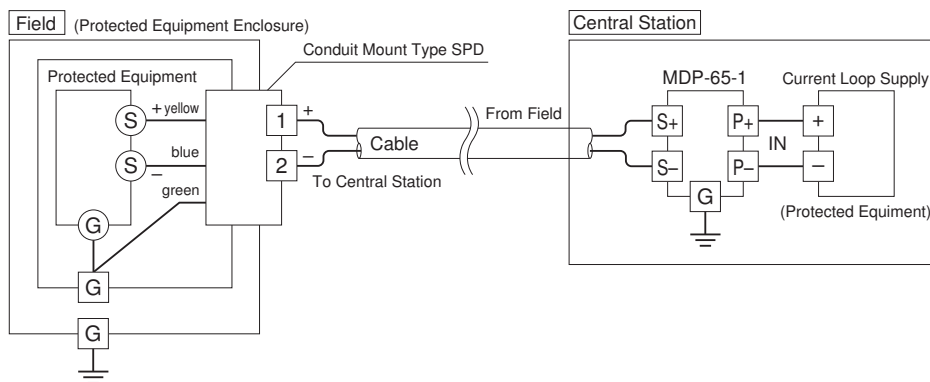 Field (Protected Equipment Enclosure)
Central Station
Conduit Mount Type SPD
Protected Equipment
MDP-65-1
Current Loop Supply
S + yellow
1 +
From Field
S+
P+
+
Cable
IN
S blue
–
2 –
S–
P–
–
To Central Station
green
G
G
(Protected Equiment)
G
G